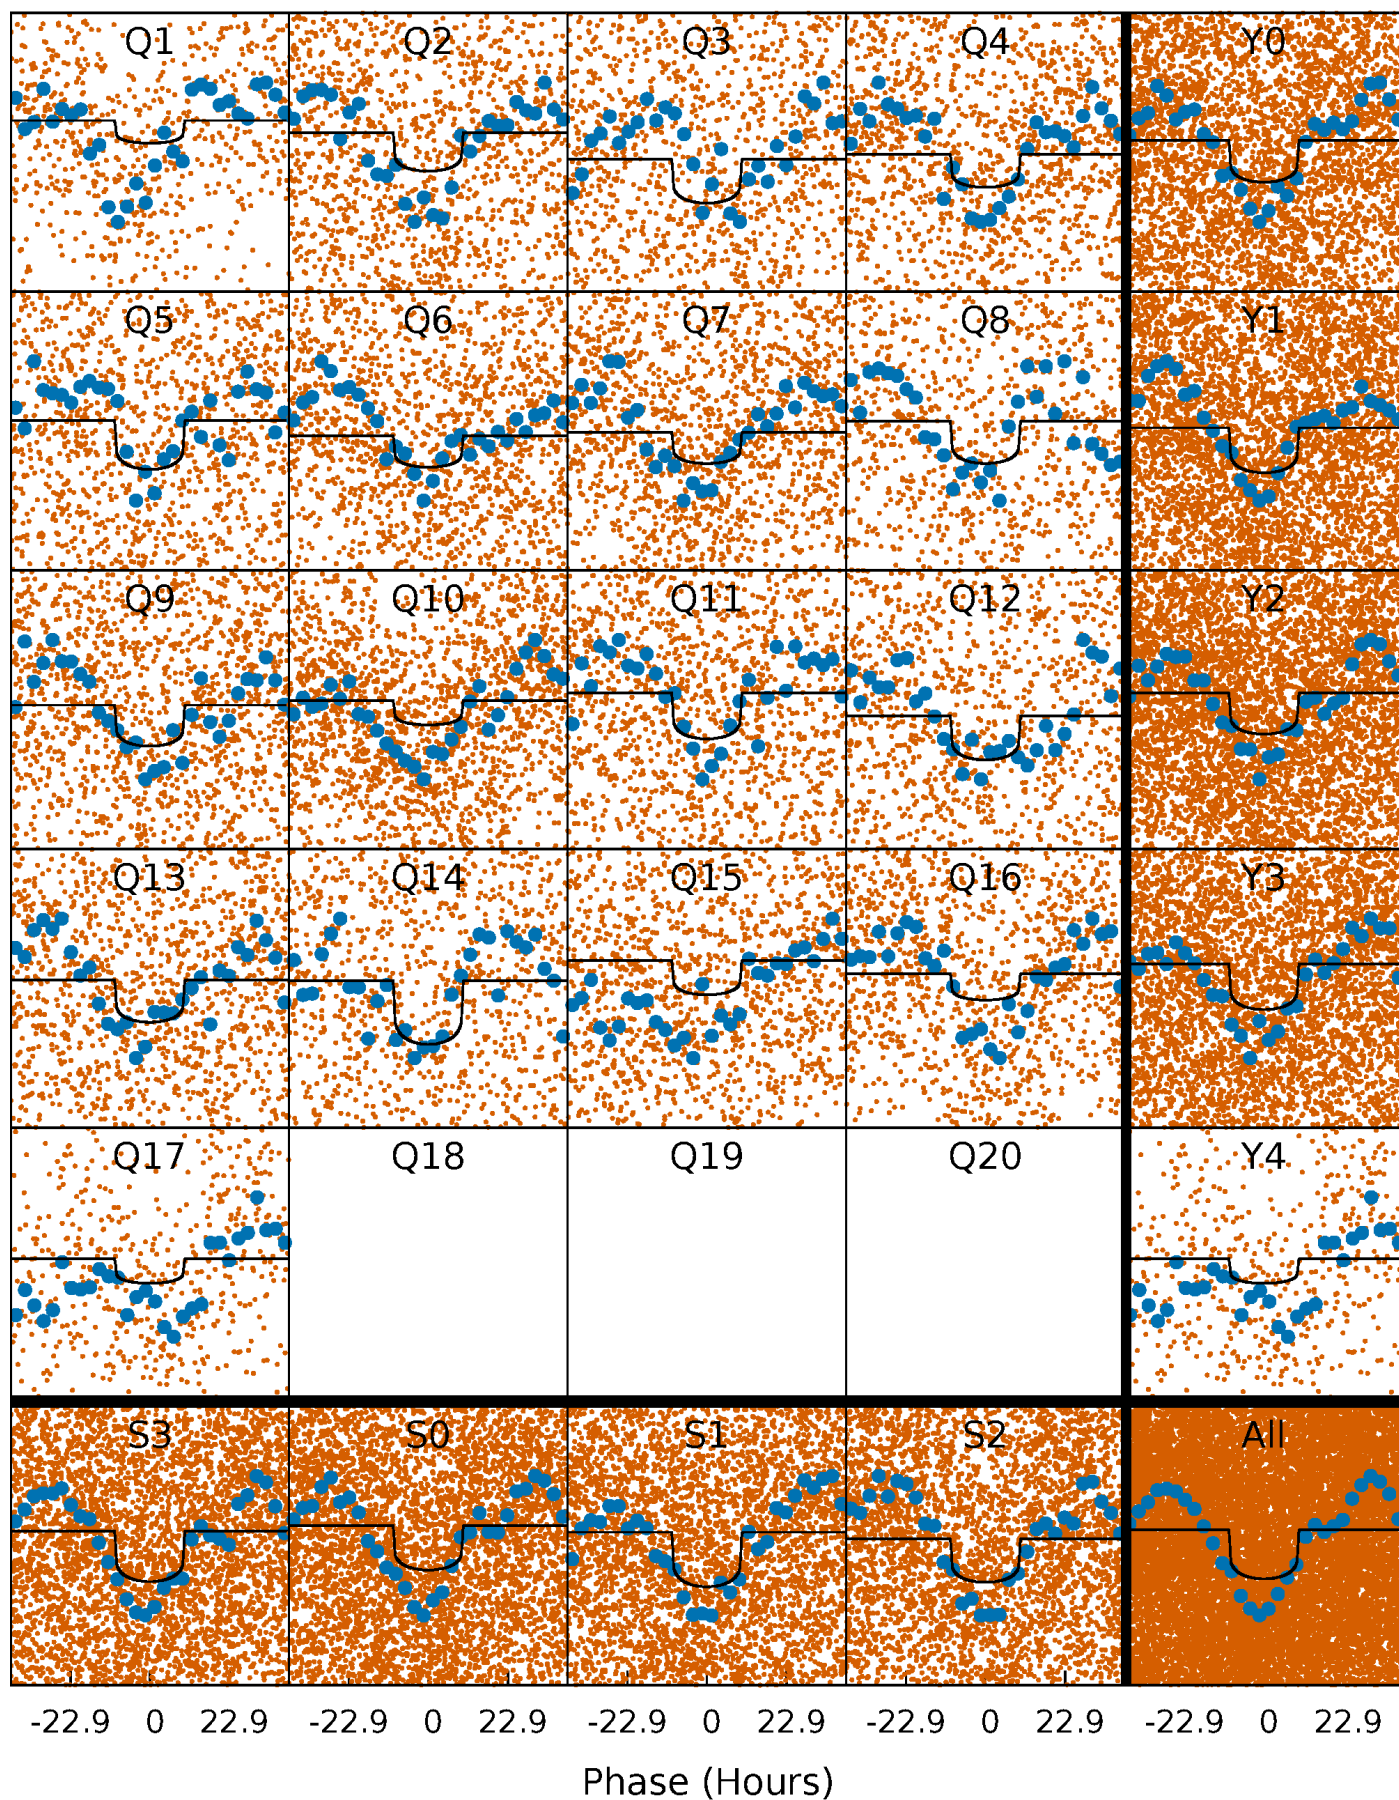 Q1 Q2 Q3 Q4 Y0
Q5 Q6 Q7 Q8 Y1
Q9 Q10 Q11 Q12 Y2
Q13 Q14 Q15 Q16 Y3
Q17 Q18 Q19 Q20 Y4
S3 S0 S1 S2 All
-22.9 0 22.9 -22.9 0 22.9 -22.9 0 22.9 -22.9 0 22.9 -22.9 0 22.9
Phase (Hours)